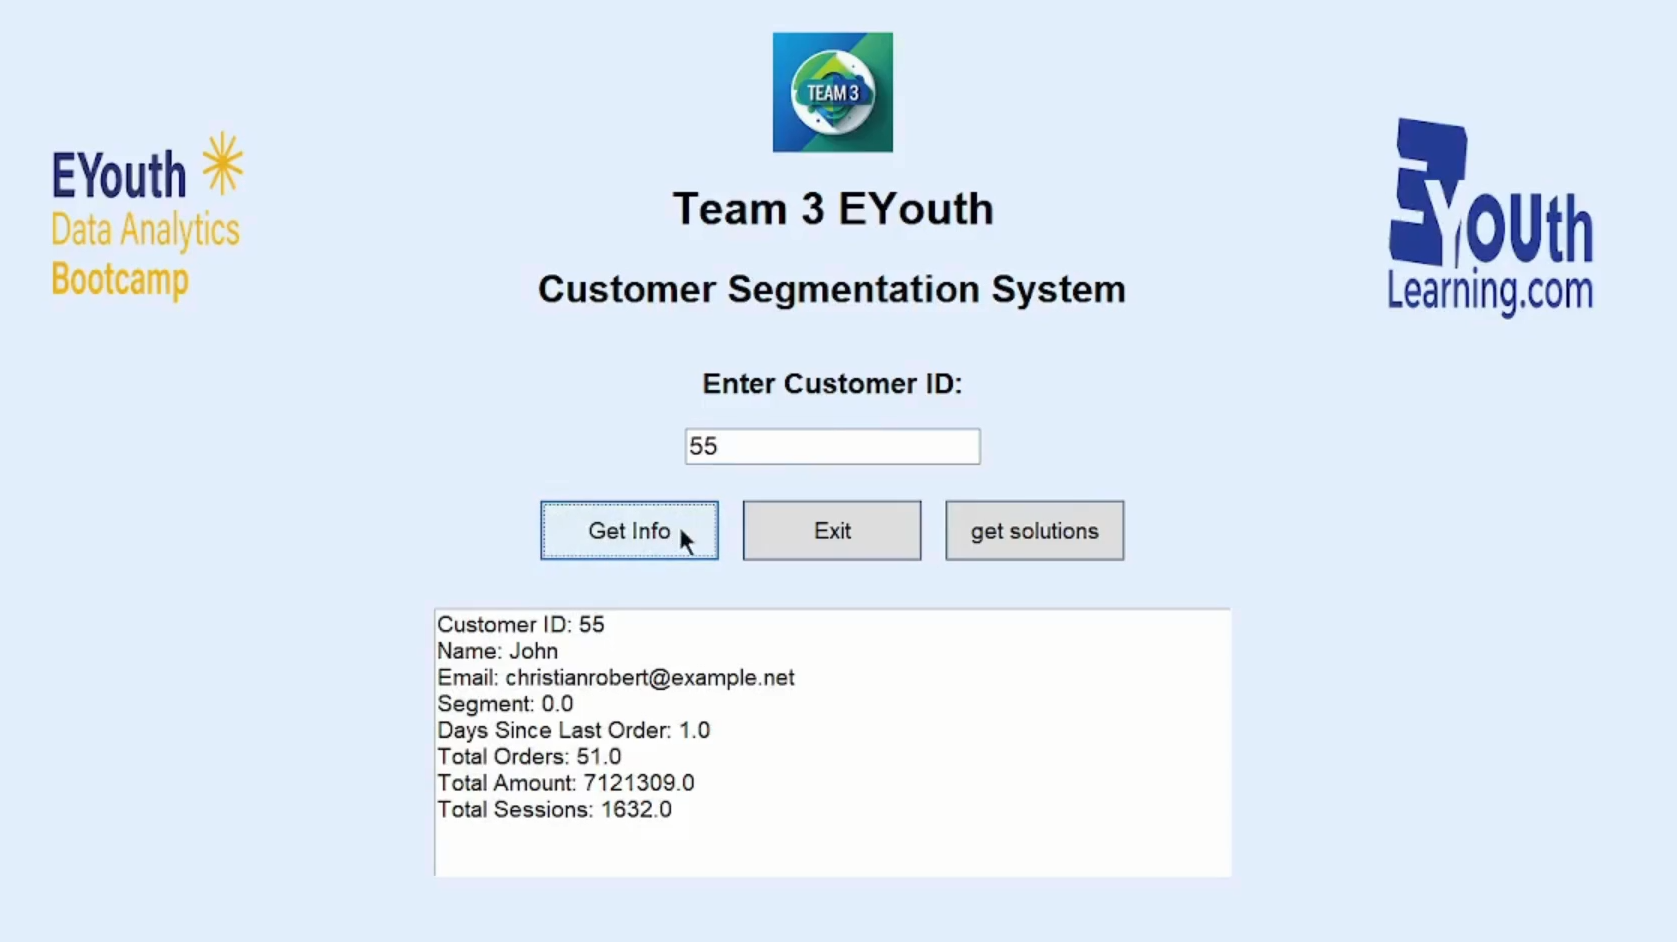 TEAM 3
EYouth
Data Analytics
Bootcamp
EYouth
Learning.com
Team 3 EYouth
Customer Segmentation System
Enter Customer ID:
55
Get Info
Exit
get solutions
Customer ID: 55
Name: John
Email: christianrobert@example.net
Segment: 0.0
Days Since Last Order: 1.0
Total Orders: 51.0
Total Amount: 7121309.0
Total Sessions: 1632.0